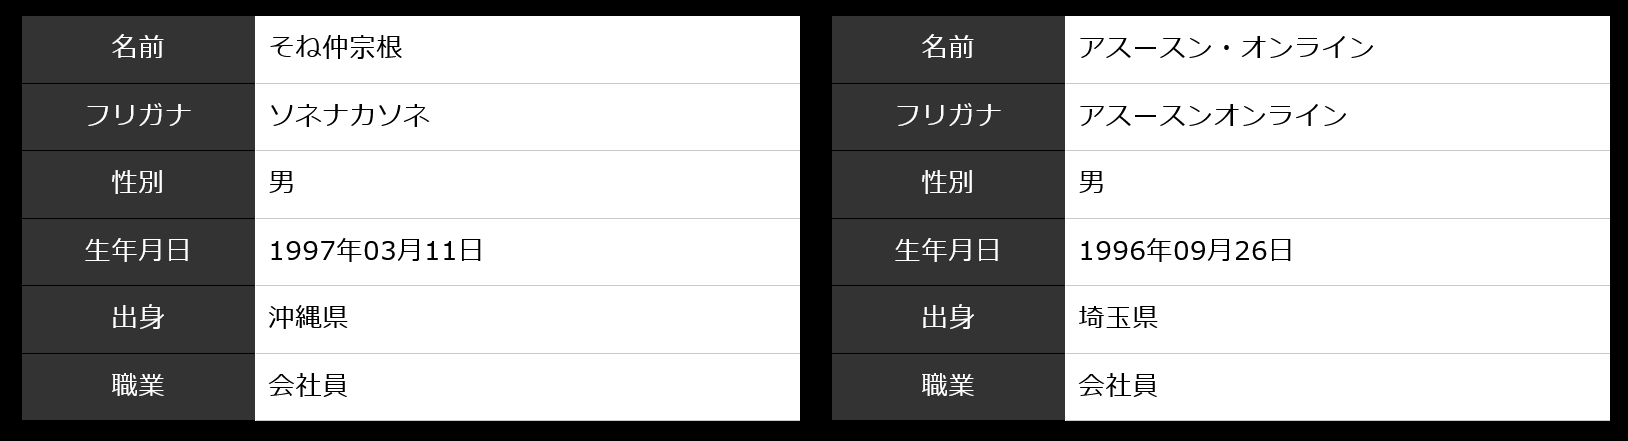 名前 そね仲宗根
フリガナ ソネナカソネ
性別 男
生年月日 1997年03月11日
出身 沖縄県
職業 会社員
名前 アスースン・オンライン
フリガナ アスースンオンライン
性別 男
生年月日 1996年09月26日
出身 埼玉県
職業 会社員